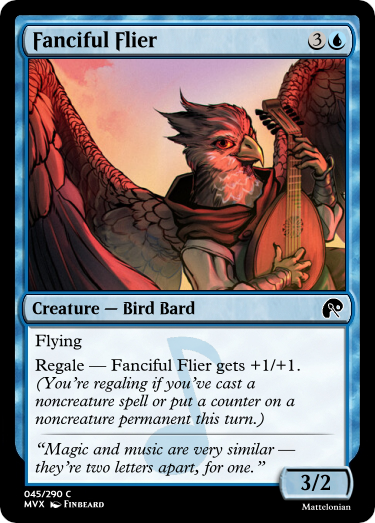 Fanciful Flier 3
Creature — Bird Bard
Flying
Regale — Fanciful Flier gets +1/+1.
(You're regaling if you've cast a
noncreature spell or put a counter on a
noncreature permanent this turn.)
"Magic and music are very similar —
they're two letters apart, for one."
3/2
045/290 C
MVX Finbeard
Mattelonian